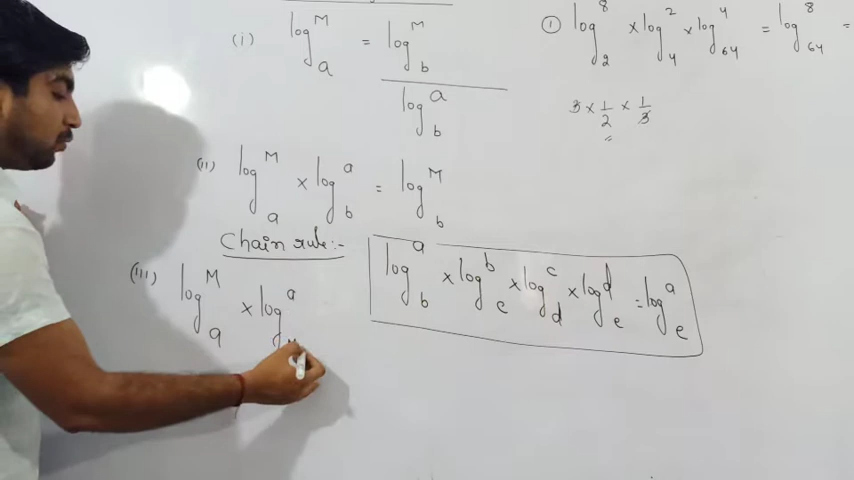 (i) log_a^M = log_b^M / log_b^a
(ii) log_a^M × log_b^a = log_b^M
Chain rule:-
log_b^a × log_c^b × log_d^c × log_e^d = log_e^a
(iii) log_a^M × log^a
① log_2^8 × log_4^2 × log_64^4 = log_64^8 =
3 × 1/2 × 1/3
=